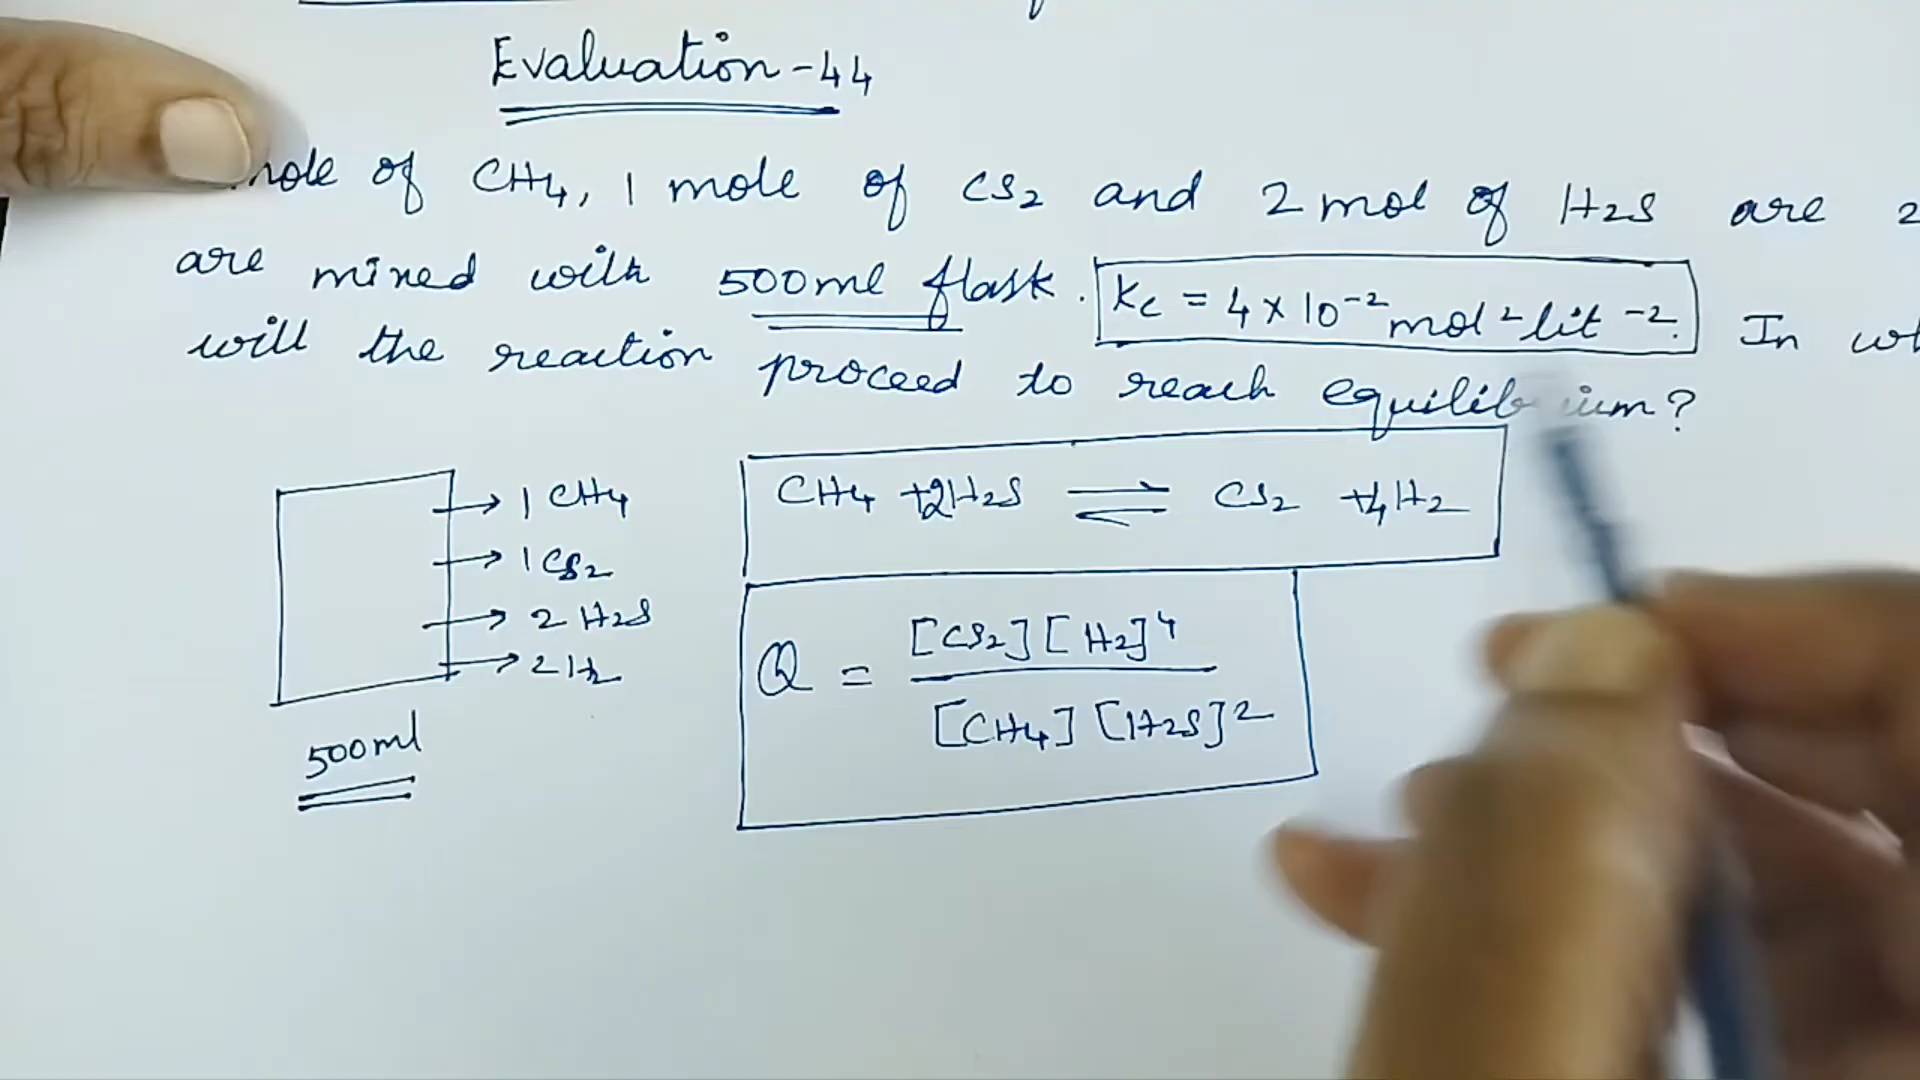 Evaluation-44
mole of CH4, 1 mole of CS2 and 2 mol of H2S are 2
are mixed with 500ml flask. Kc = 4 x 10^-2 mol^2 lit^-2. In
will the reaction proceed to reach equilibrium?
CH4 + 2H2S ⇌ CS2 + 4H2
→ 1 CH4
→ 1 CS2
→ 2 H2S
→ 2 H2
500ml
Q = [CS2][H2]^4 / [CH4][H2S]^2